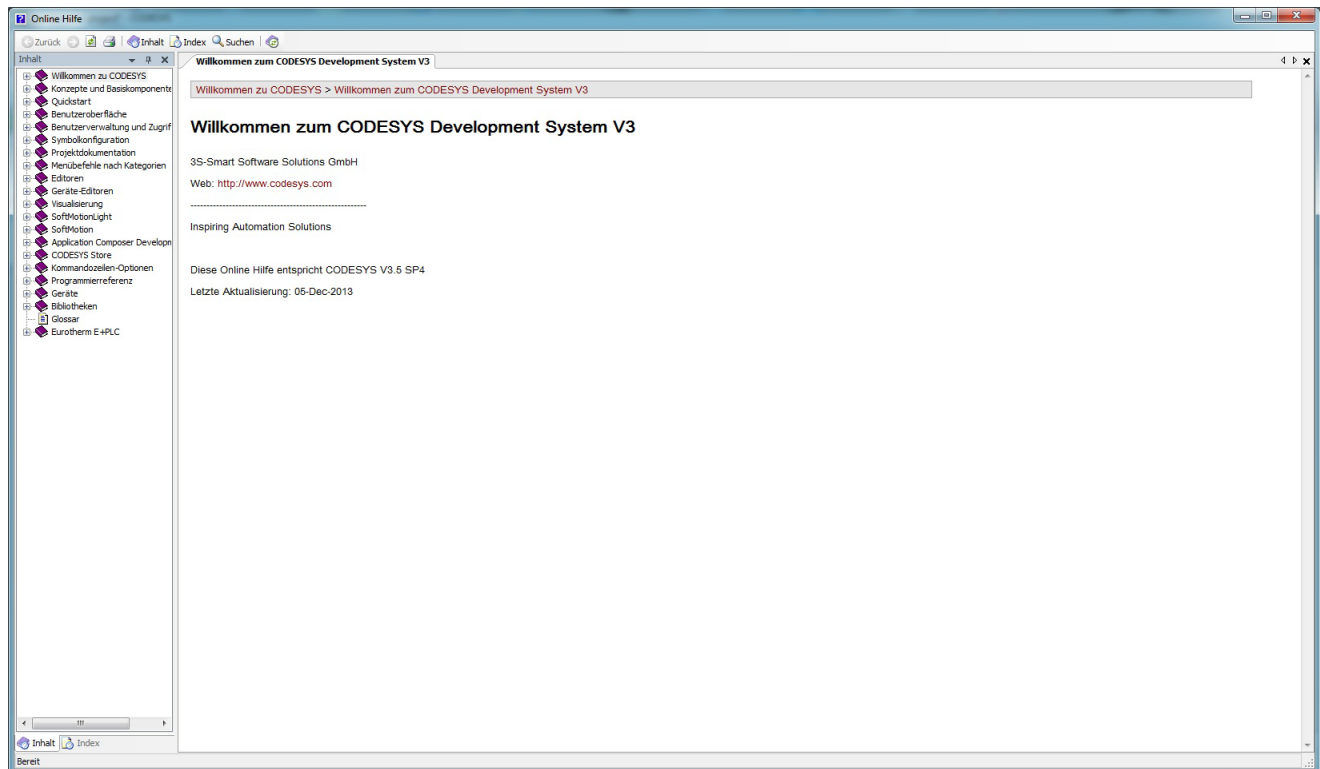 Online Hilfe
Zurück Inhalt Index Suchen
Inhalt
Willkommen zu CODESYS
Konzepte und Basiskomponente
Quickstart
Benutzeroberfläche
Benutzerverwaltung und Zugrif
Symbolkonfiguration
Projektdokumentation
Menübefehle nach Kategorien
Editoren
Geräte-Editoren
Visualisierung
SoftMotionLight
SoftMotion
Application Composer Developm
CODESYS Store
Kommandozeilen-Optionen
Programmierreferenz
Geräte
Bibliotheken
Glossar
Eurotherm E+PLC
Inhalt Index
Bereit
Willkommen zum CODESYS Development System V3
Willkommen zu CODESYS > Willkommen zum CODESYS Development System V3
Willkommen zum CODESYS Development System V3
3S-Smart Software Solutions GmbH
Web: http://www.codesys.com
--------------------------------------------------------
Inspiring Automation Solutions
Diese Online Hilfe entspricht CODESYS V3.5 SP4
Letzte Aktualisierung: 05-Dec-2013